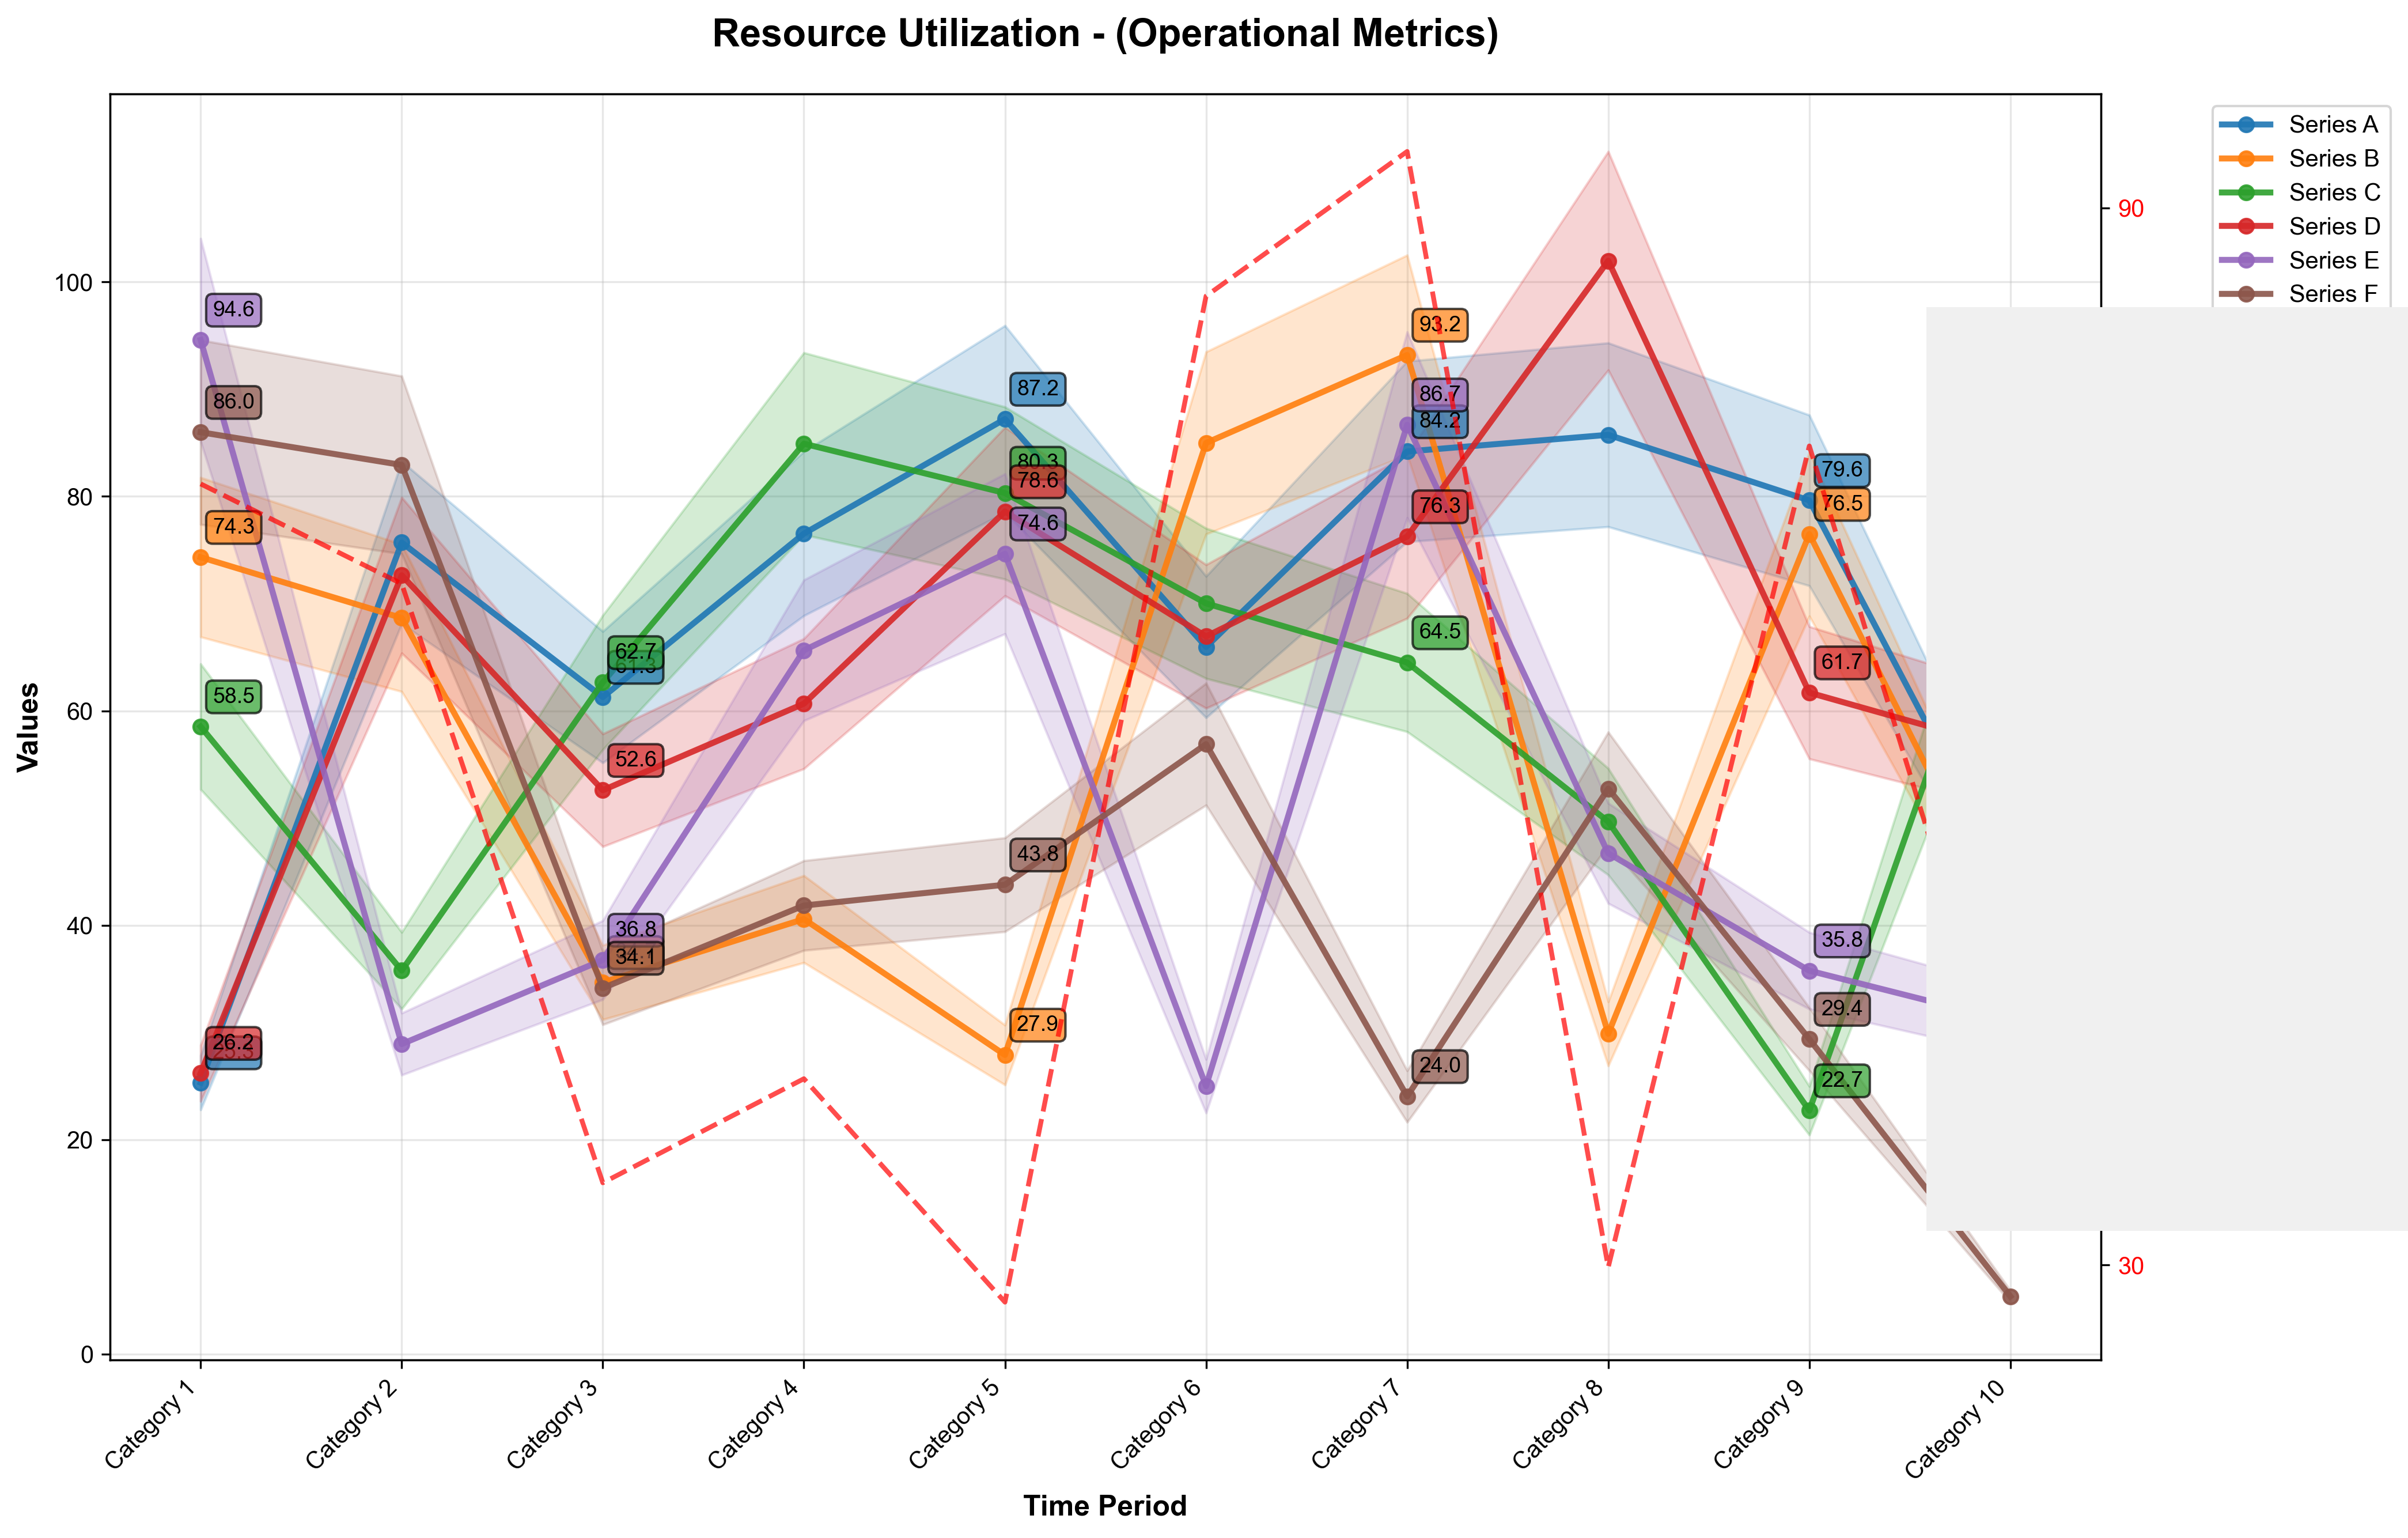 Resource Utilization - (Operational Metrics)
Series A
Series B
Series C
Series D
Series E
Series F
Values
100
80
60
40
20
0
90
30
94.6
86.0
74.3
58.5
26.2
62.7
61.3
52.6
36.8
34.1
87.2
80.3
78.6
74.6
43.8
27.9
93.2
86.7
84.2
76.3
64.5
24.0
79.6
76.5
61.7
35.8
29.4
22.7
Category 1
Category 2
Category 3
Category 4
Category 5
Category 6
Category 7
Category 8
Category 9
Category 10
Time Period